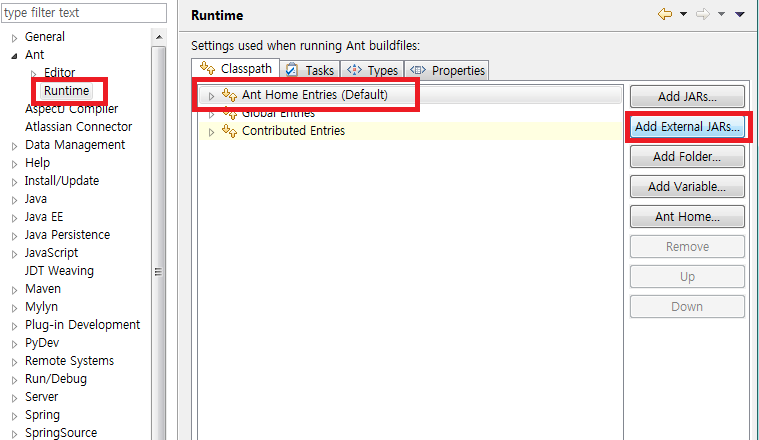 type filter text
General
Ant
Editor
Runtime
AspectJ Compiler
Atlassian Connector
Data Management
Help
Install/Update
Java
Java EE
Java Persistence
JavaScript
JDT Weaving
Maven
Mylyn
Plug-in Development
PyDev
Remote Systems
Run/Debug
Server
Spring
SpringSource
Runtime
Settings used when running Ant buildfiles:
Classpath Tasks Types Properties
Ant Home Entries (Default)
Global Entries
Contributed Entries
Add JARs...
Add External JARs...
Add Folder...
Add Variable...
Ant Home...
Remove
Up
Down